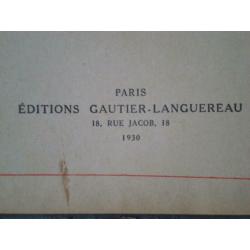 PARIS
ÉDITIONS GAUTIER-LANGUEREAU
18, RUE JACOB, 18
1930